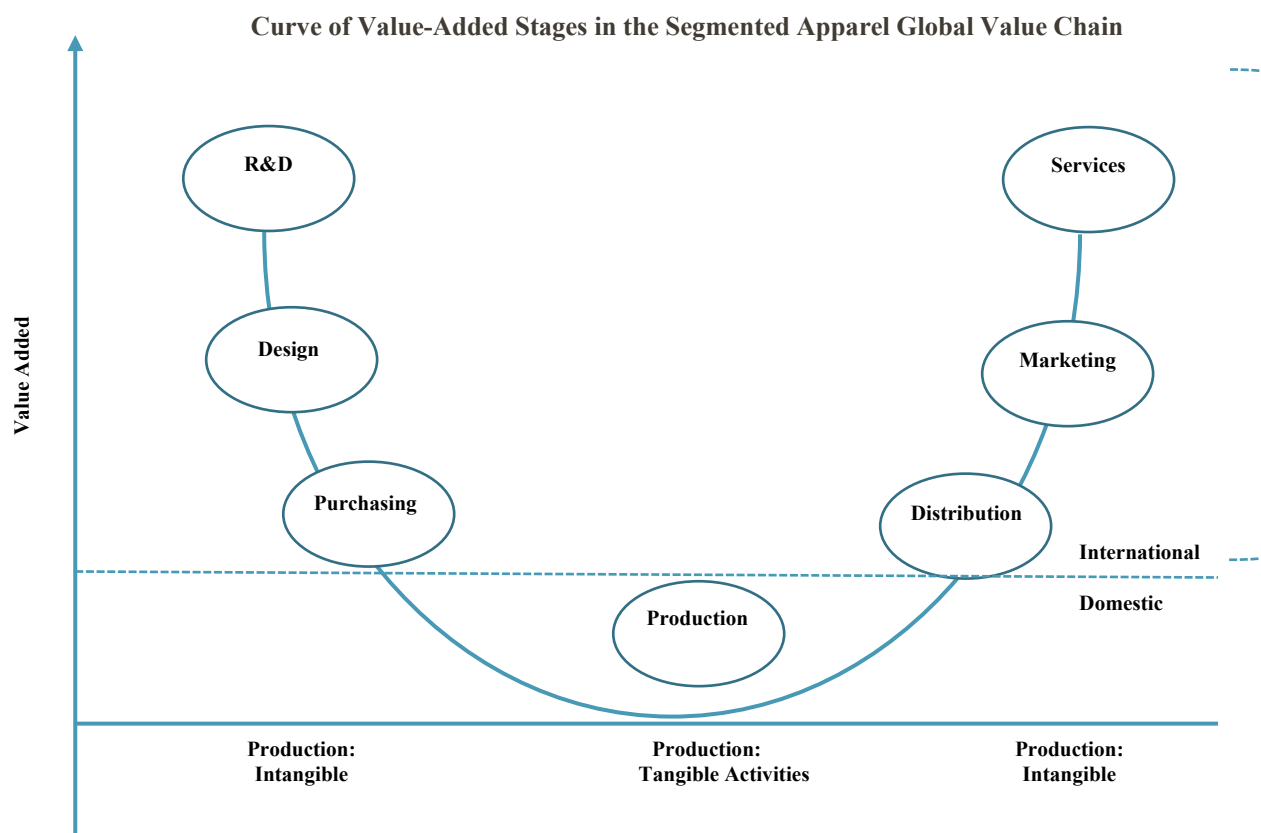 Curve of Value-Added Stages in the Segmented Apparel Global Value Chain
R&D
Services
Design
Marketing
Value Added
Purchasing
Distribution
International
Domestic
Production
Production:
Intangible
Production:
Tangible Activities
Production:
Intangible